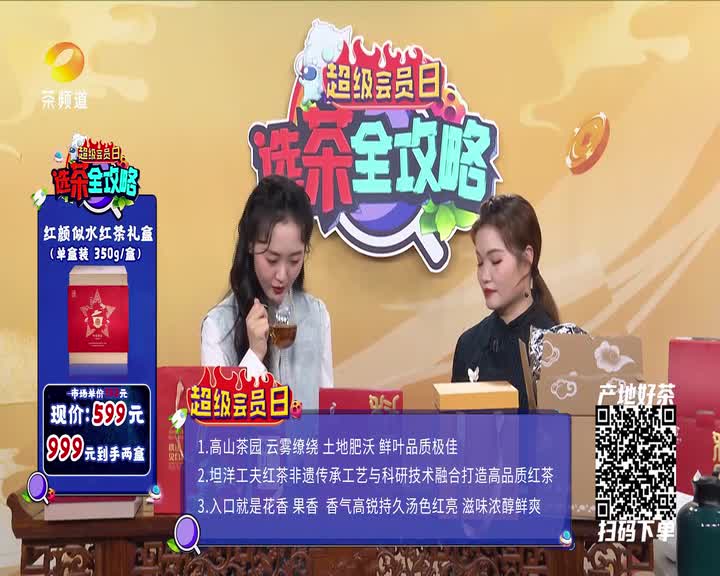 茶频道
超级会员日
选茶全攻略
超级会员日
选茶全攻略
红颜似水红茶礼盒
（单盒装 350g/盒）
现价:599元
999元到手两盒
超级会员日
1.高山茶园 云雾缭绕 土地肥沃 鲜叶品质极佳
2.坦洋工夫红茶非遗传承工艺与科研技术融合打造高品质红茶
3.入口就是花香 果香 香气高锐持久汤色红亮 滋味浓醇鲜爽
产地好茶
扫码下单